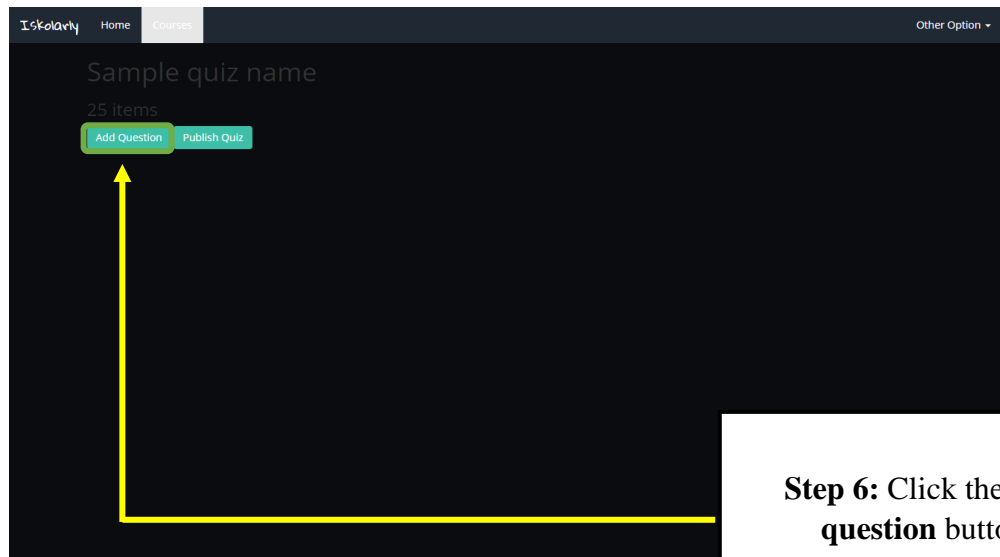 Iskolarly Home Courses Other Option
Sample quiz name
25 items
Add Question Publish Quiz
Step 6: Click the
question